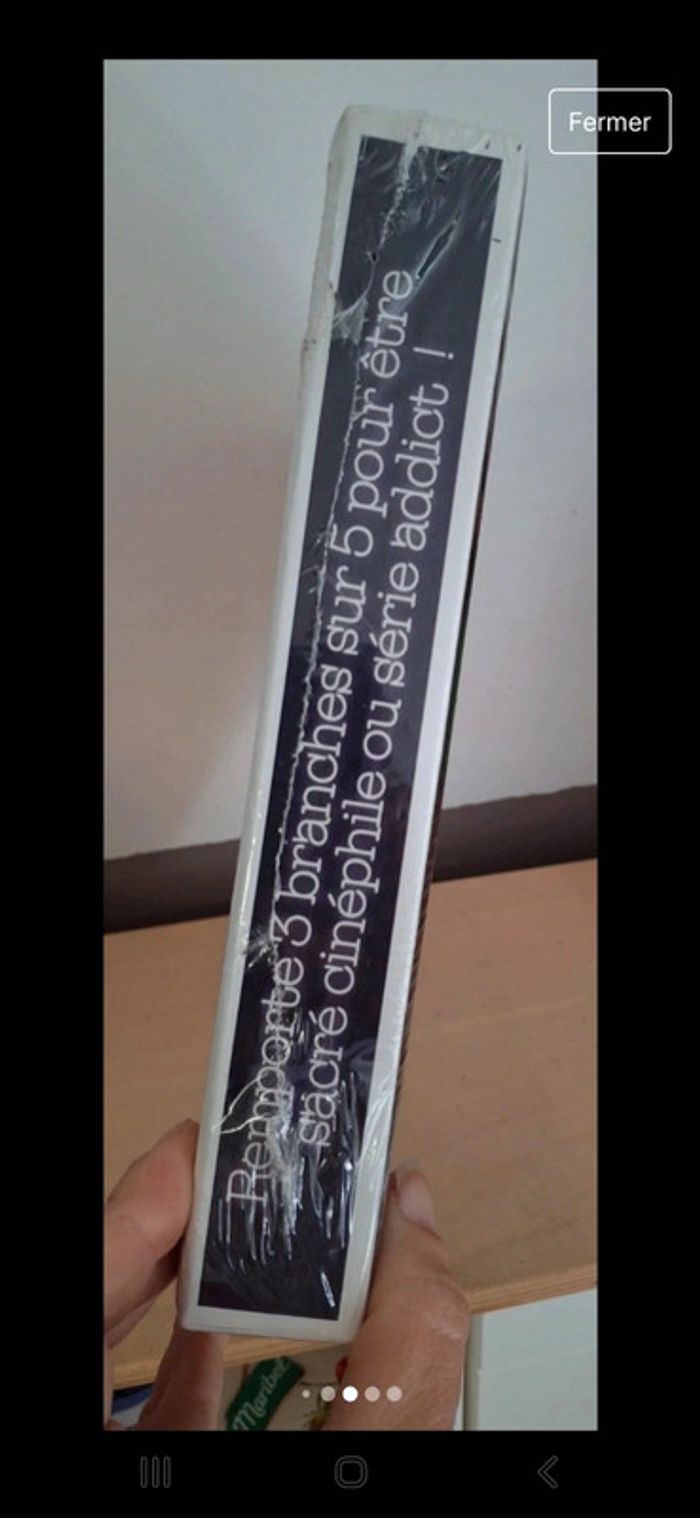 Fermer
Remporte 3 branches sur 5 pour être
sacré cinéphile ou série addict !